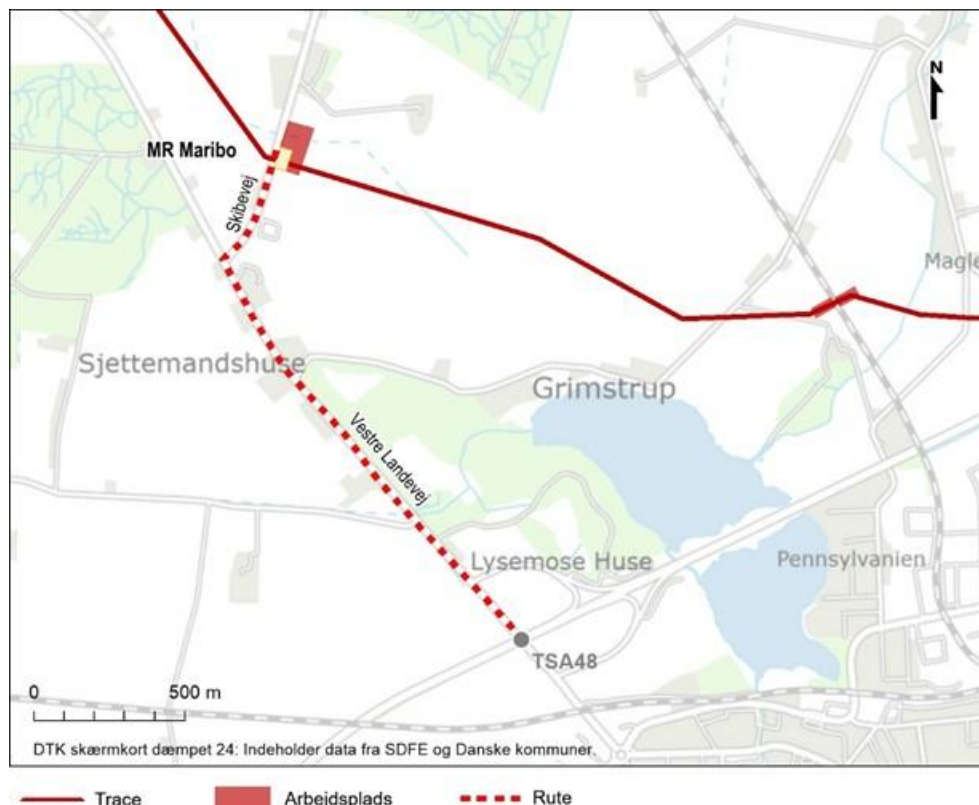 N
MR Maribo
Skibevej
Magle
Sjettemandshuse
Grimstrup
Vestre Landevej
Lysemose Huse
Pennsylvanien
TSA48
0 500 m
DTK skærmkort dæmpet 24: Indeholder data fra SDFE og Danske kommuner.
Trace Arbejdsplads Rute